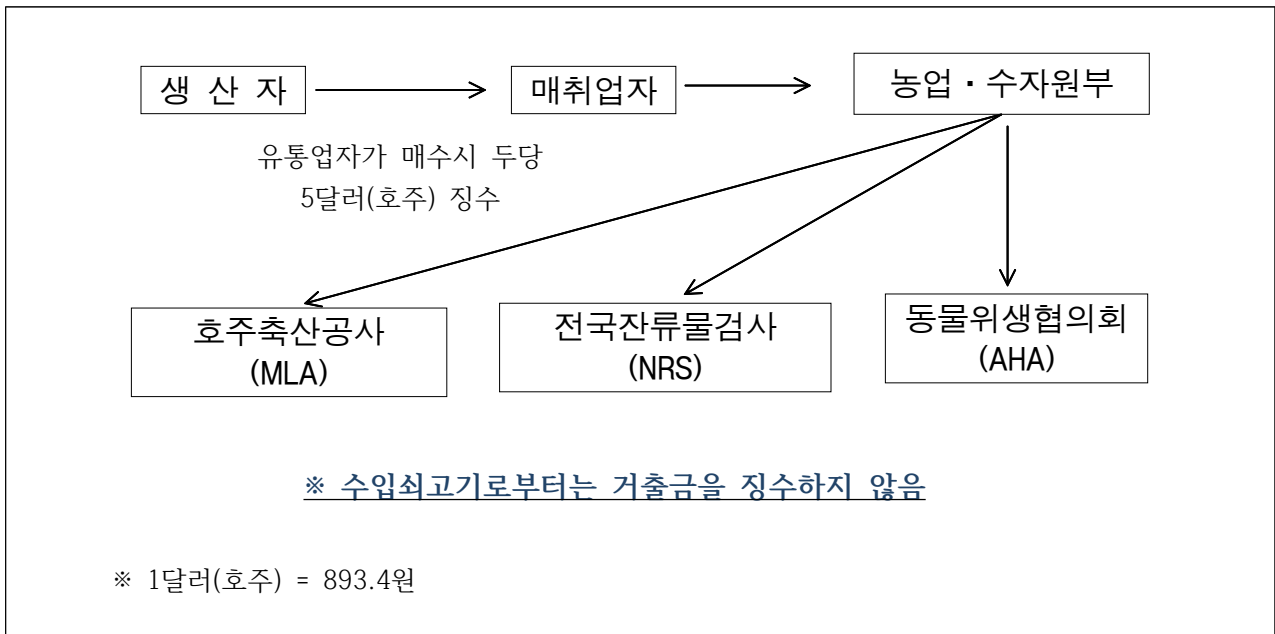 생 산 자
매취업자
농업·수자원부
유통업자가 매수시 두당
5달러(호주) 징수
호주축산공사
(MLA)
전국잔류물검사
(NRS)
동물위생협의회
(AHA)
※ 수입쇠고기로부터는 거출금을 징수하지 않음
※ 1달러(호주) = 893.4원